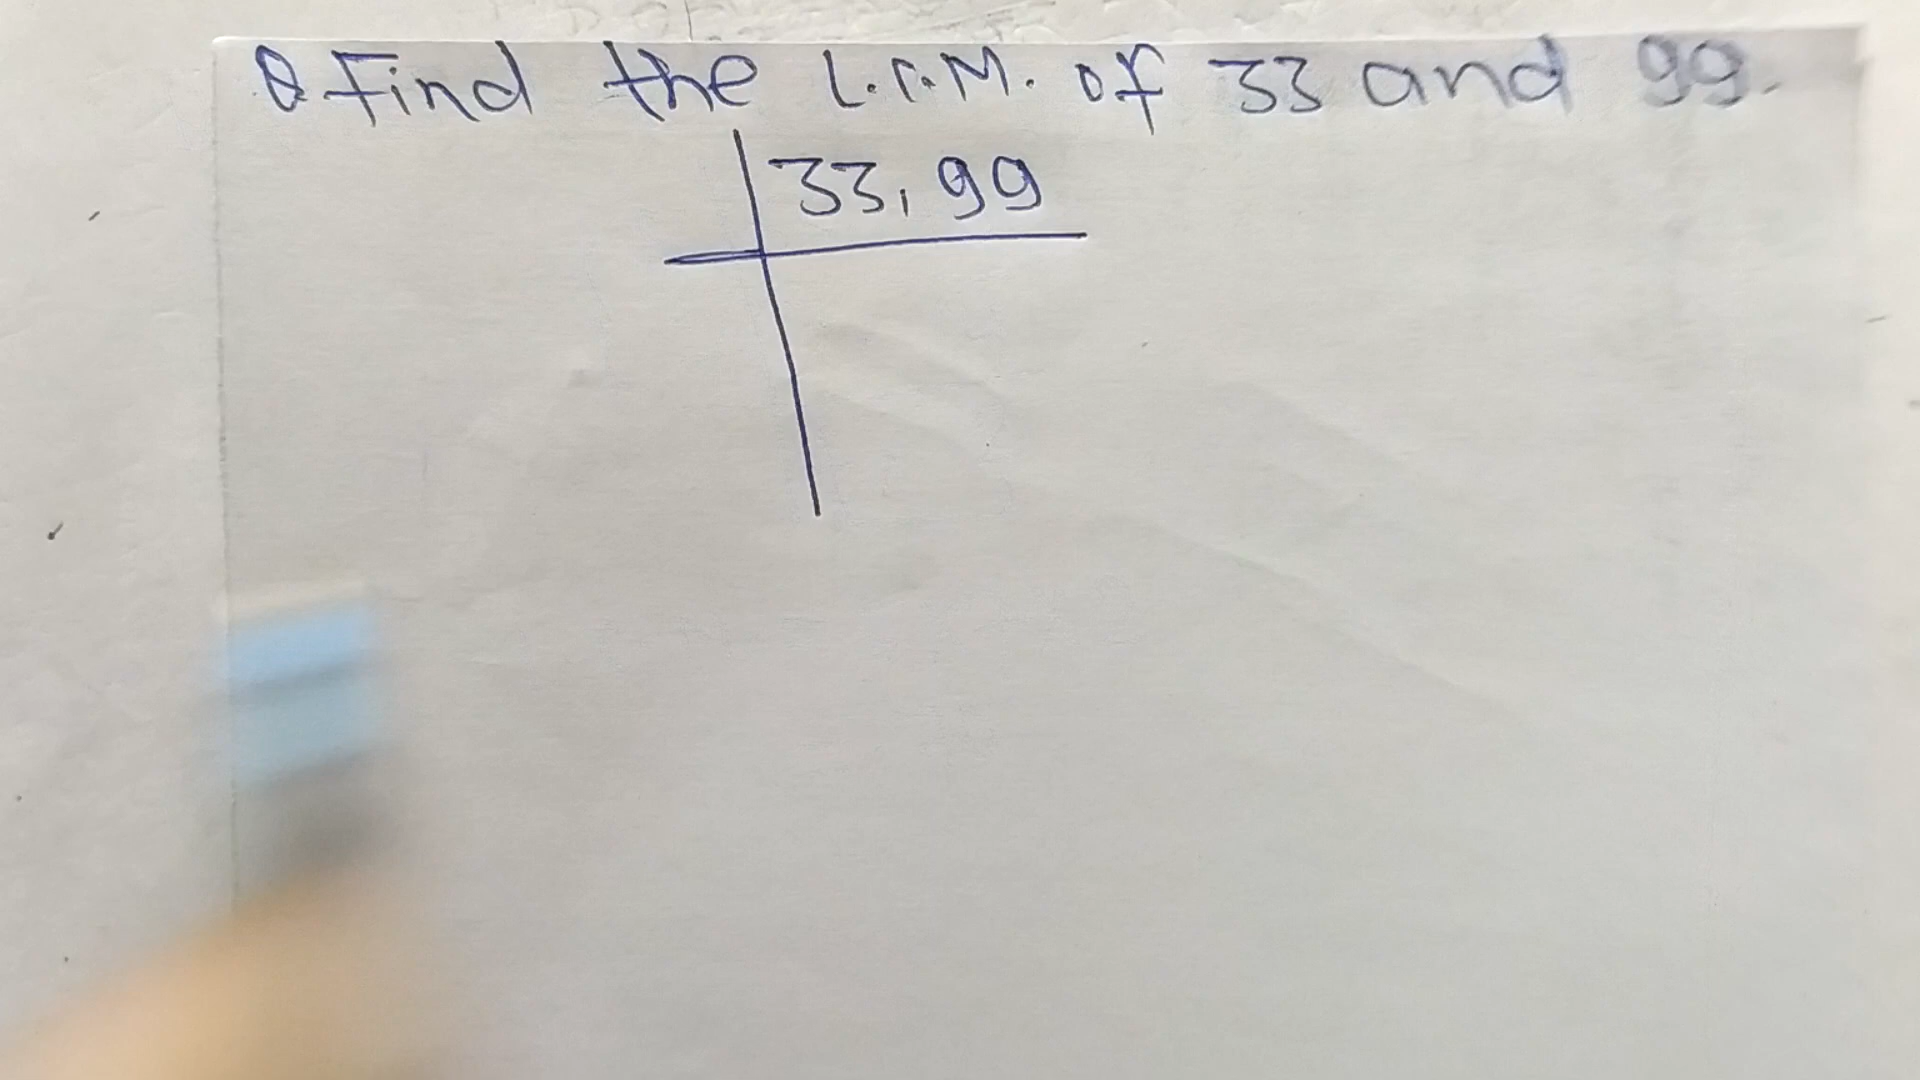 Q Find the L.C.M. of 33 and 99.
33, 99